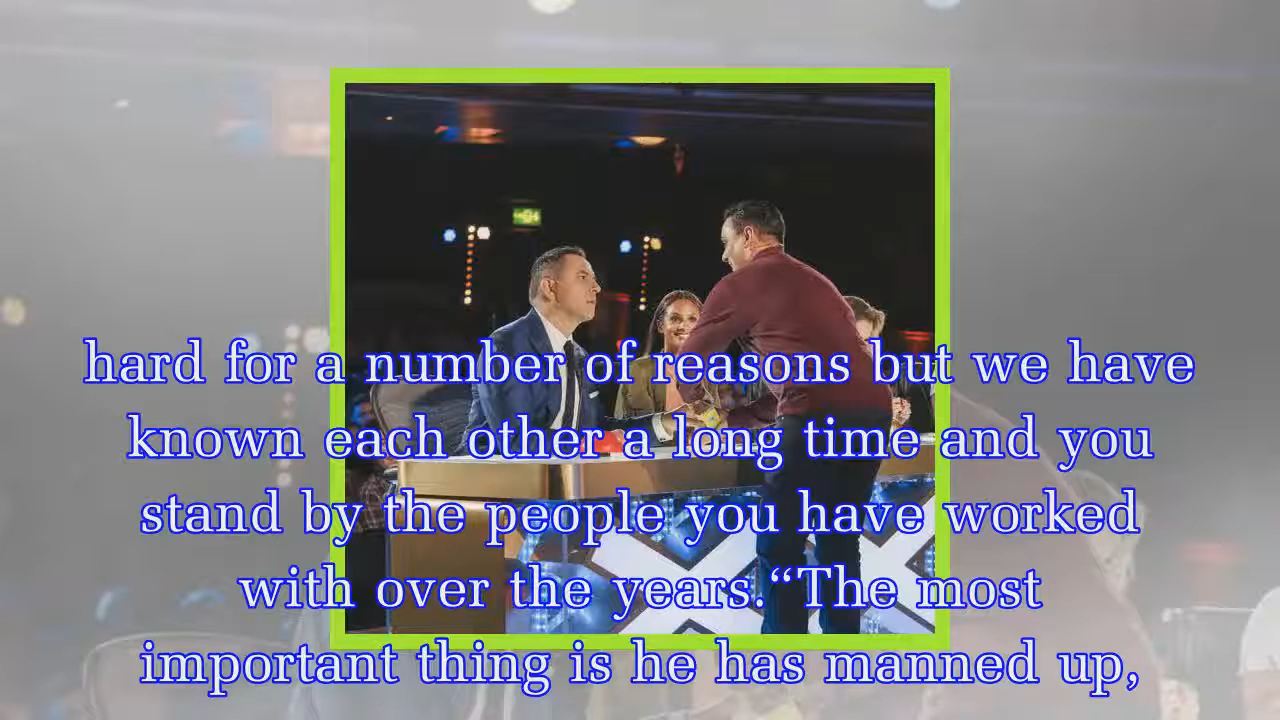 hard for a number of reasons but we have
known each other a long time and you
stand by the people you have worked
with over the years.“The most
important thing is he has manned up,